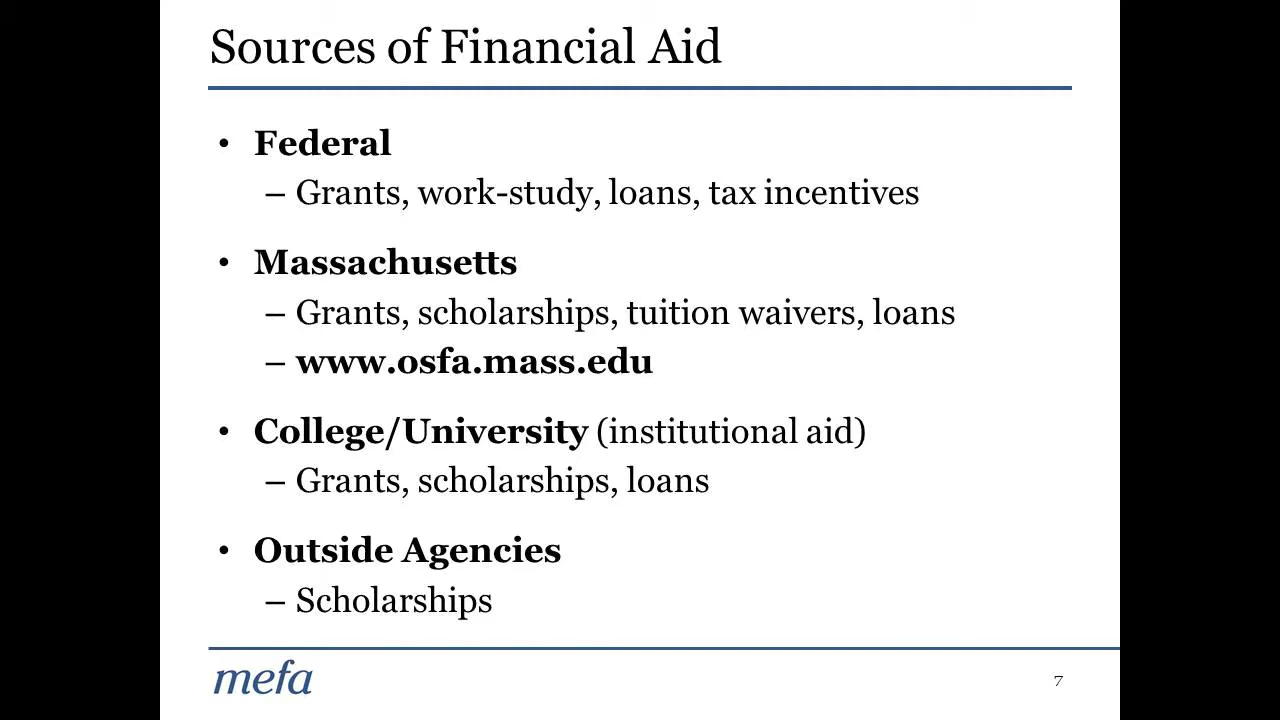 Sources of Financial Aid
• Federal
– Grants, work-study, loans, tax incentives
• Massachusetts
– Grants, scholarships, tuition waivers, loans
– www.osfa.mass.edu
• College/University (institutional aid)
– Grants, scholarships, loans
• Outside Agencies
– Scholarships
mefa
7